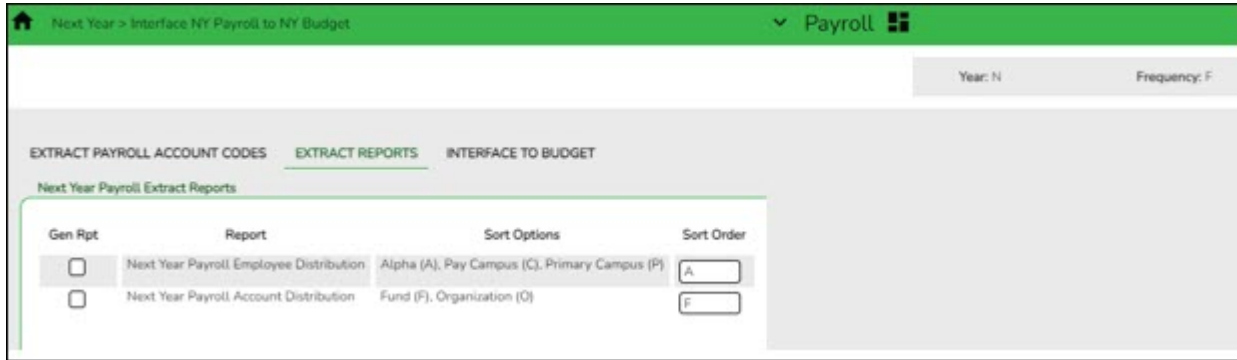 Next Year > Interface NY Payroll to NY Budget Payroll
Year: N Frequency: F
EXTRACT PAYROLL ACCOUNT CODES EXTRACT REPORTS INTERFACE TO BUDGET
Next Year Payroll Extract Reports
Gen Rpt Report Sort Options Sort Order
Next Year Payroll Employee Distribution Alpha (A), Pay Campus (C), Primary Campus (P) A
Next Year Payroll Account Distribution Fund (F), Organization (O) F